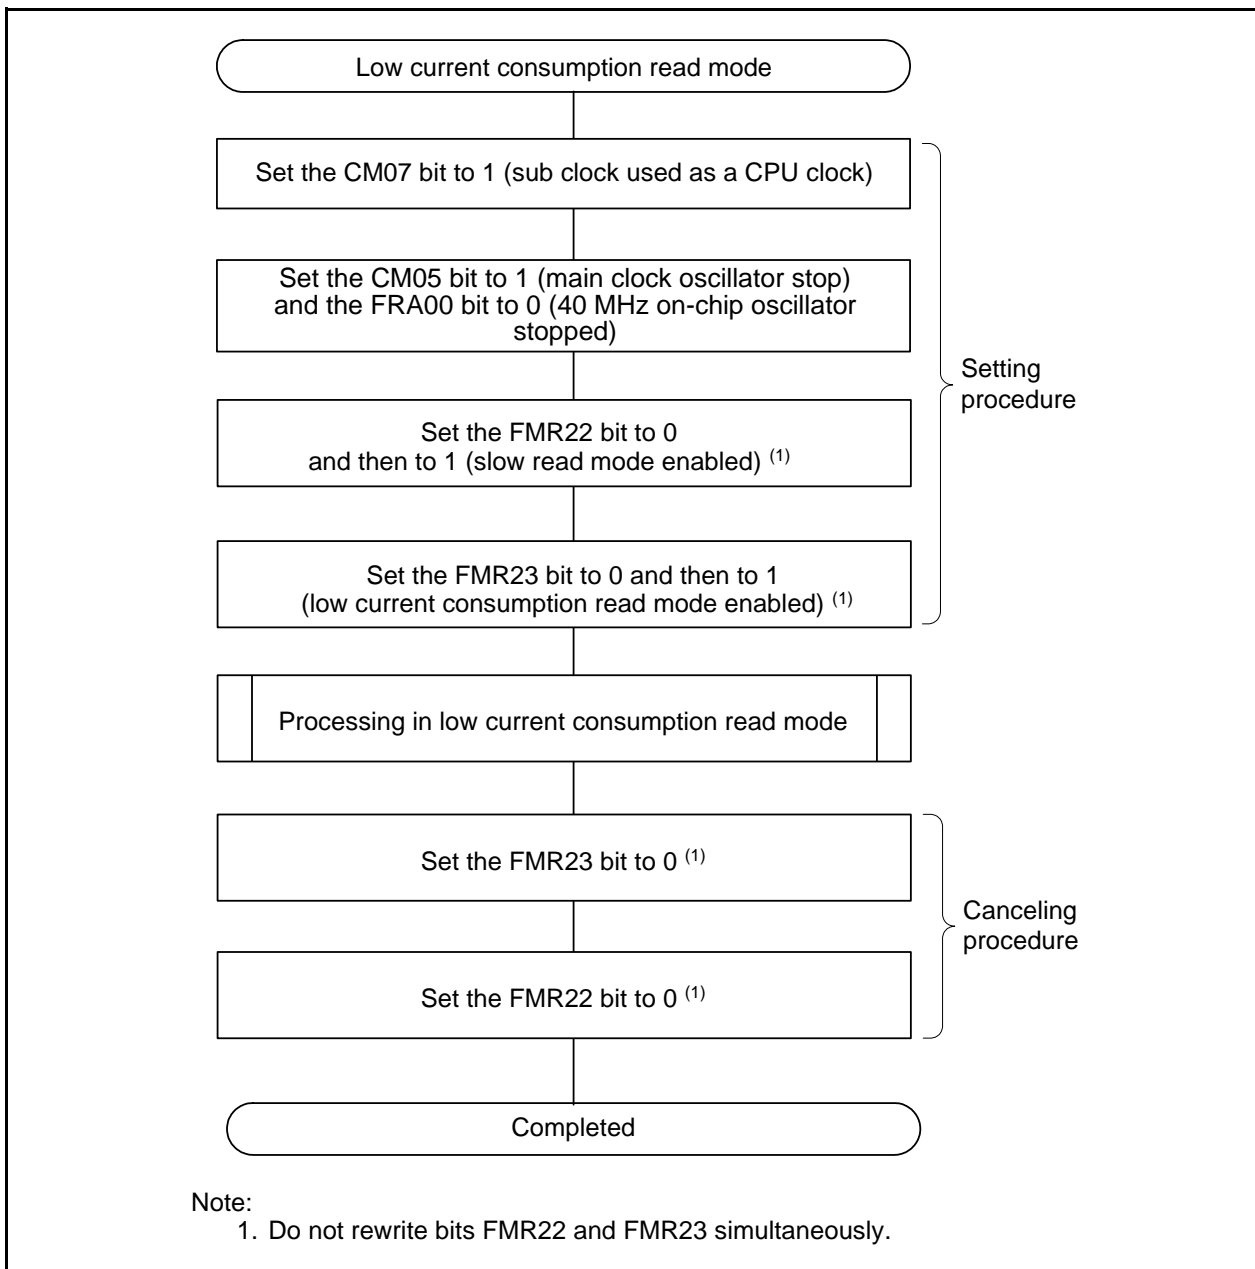 Low current consumption read mode
Set the CM07 bit to 1 (sub clock used as a CPU clock)
Set the CM05 bit to 1 (main clock oscillator stop)
and the FRA00 bit to 0 (40 MHz on-chip oscillator
stopped)
Setting
procedure
Set the FMR22 bit to 0
and then to 1 (slow read mode enabled) (1)
Set the FMR23 bit to 0 and then to 1
(low current consumption read mode enabled) (1)
Processing in low current consumption read mode
Set the FMR23 bit to 0 (1)
Canceling
procedure
Set the FMR22 bit to 0 (1)
Completed
Note:
1. Do not rewrite bits FMR22 and FMR23 simultaneously.